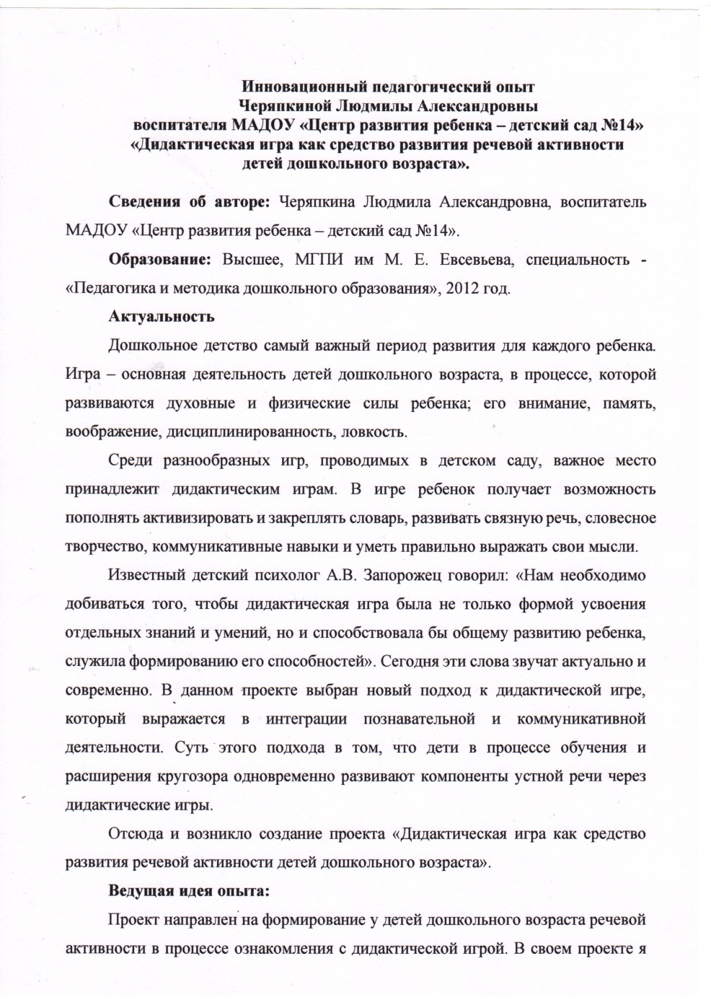 Инновационный педагогический опыт
Черяпкиной Людмилы Александровны
воспитателя МАДОУ «Центр развития ребенка – детский сад №14»
«Дидактическая игра как средство развития речевой активности
детей дошкольного возраста».
Сведения об авторе: Черяпкина Людмила Александровна, воспитатель
МАДОУ «Центр развития ребенка – детский сад №14».
Образование: Высшее, МГПИ им М. Е. Евсевьева, специальность -
«Педагогика и методика дошкольного образования», 2012 год.
Актуальность
Дошкольное детство самый важный период развития для каждого ребенка.
Игра – основная деятельность детей дошкольного возраста, в процессе, которой
развиваются духовные и физические силы ребенка; его внимание, память,
воображение, дисциплинированность, ловкость.
Среди разнообразных игр, проводимых в детском саду, важное место
принадлежит дидактическим играм. В игре ребенок получает возможность
пополнять активизировать и закреплять словарь, развивать связную речь, словесное
творчество, коммуникативные навыки и уметь правильно выражать свои мысли.
Известный детский психолог А.В. Запорожец говорил: «Нам необходимо
добиваться того, чтобы дидактическая игра была не только формой усвоения
отдельных знаний и умений, но и способствовала бы общему развитию ребенка,
служила формированию его способностей». Сегодня эти слова звучат актуально и
современно. В данном проекте выбран новый подход к дидактической игре,
который выражается в интеграции познавательной и коммуникативной
деятельности. Суть этого подхода в том, что дети в процессе обучения и
расширения кругозора одновременно развивают компоненты устной речи через
дидактические игры.
Отсюда и возникло создание проекта «Дидактическая игра как средство
развития речевой активности детей дошкольного возраста».
Ведущая идея опыта:
Проект направлен на формирование у детей дошкольного возраста речевой
активности в процессе ознакомления с дидактической игрой. В своем проекте я